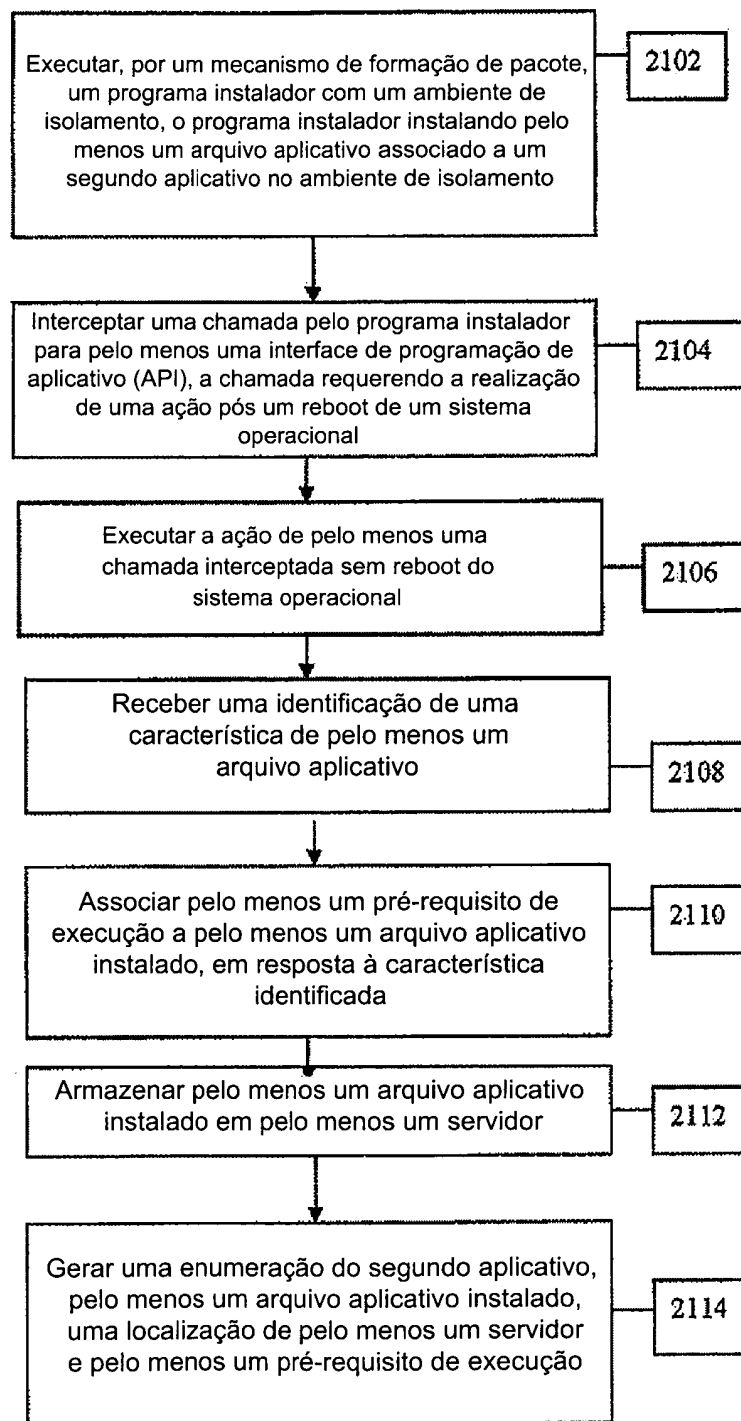 Executar, por um mecanismo de formação de pacote,
um programa instalador com um ambiente de
isolamento, o programa instalador instalando pelo
menos um arquivo aplicativo associado a um
segundo aplicativo no ambiente de isolamento
2102
Interceptar uma chamada pelo programa instalador
para pelo menos uma interface de programação de
aplicativo (API), a chamada requerendo a realização
de uma ação pós um reboot de um sistema
operacional
2104
Executar a ação de pelo menos uma
chamada interceptada sem reboot do
sistema operacional
2106
Receber uma identificação de uma
característica de pelo menos um
arquivo aplicativo
2108
Associar pelo menos um pré-requisito de
execução a pelo menos um arquivo aplicativo
instalado, em resposta à característica
identificada
2110
Armazenar pelo menos um arquivo aplicativo
instalado em pelo menos um servidor
2112
Gerar uma enumeração do segundo aplicativo,
pelo menos um arquivo aplicativo instalado,
uma localização de pelo menos um servidor
e pelo menos um pré-requisito de execução
2114